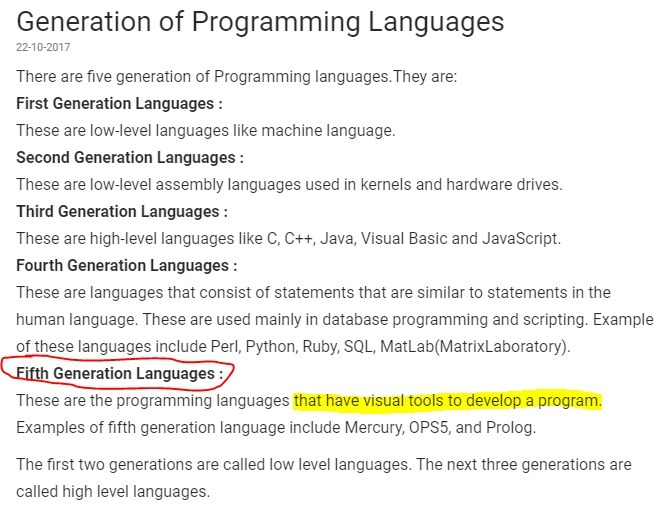 Generation of Programming Languages
22-10-2017
There are five generation of Programming languages.They are:
First Generation Languages :
These are low-level languages like machine language.
Second Generation Languages :
These are low-level assembly languages used in kernels and hardware drives.
Third Generation Languages :
These are high-level languages like C, C++, Java, Visual Basic and JavaScript.
Fourth Generation Languages :
These are languages that consist of statements that are similar to statements in the
human language. These are used mainly in database programming and scripting. Example
of these languages include Perl, Python, Ruby, SQL, MatLab(MatrixLaboratory).
Fifth Generation Languages :
These are the programming languages that have visual tools to develop a program.
Examples of fifth generation language include Mercury, OPS5, and Prolog.
The first two generations are called low level languages. The next three generations are
called high level languages.